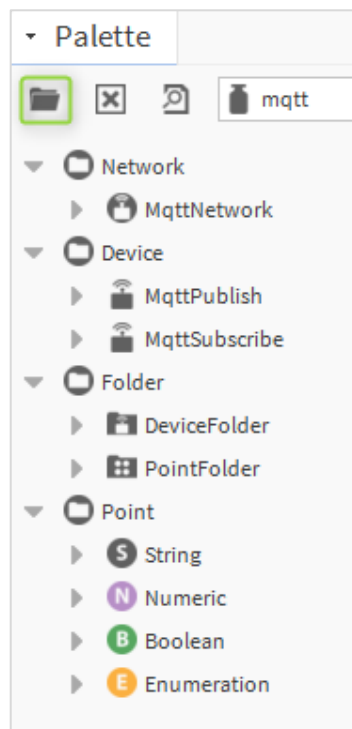 Palette
mqtt
Network
MqttNetwork
Device
MqttPublish
MqttSubscribe
Folder
DeviceFolder
PointFolder
Point
S String
N Numeric
B Boolean
E Enumeration